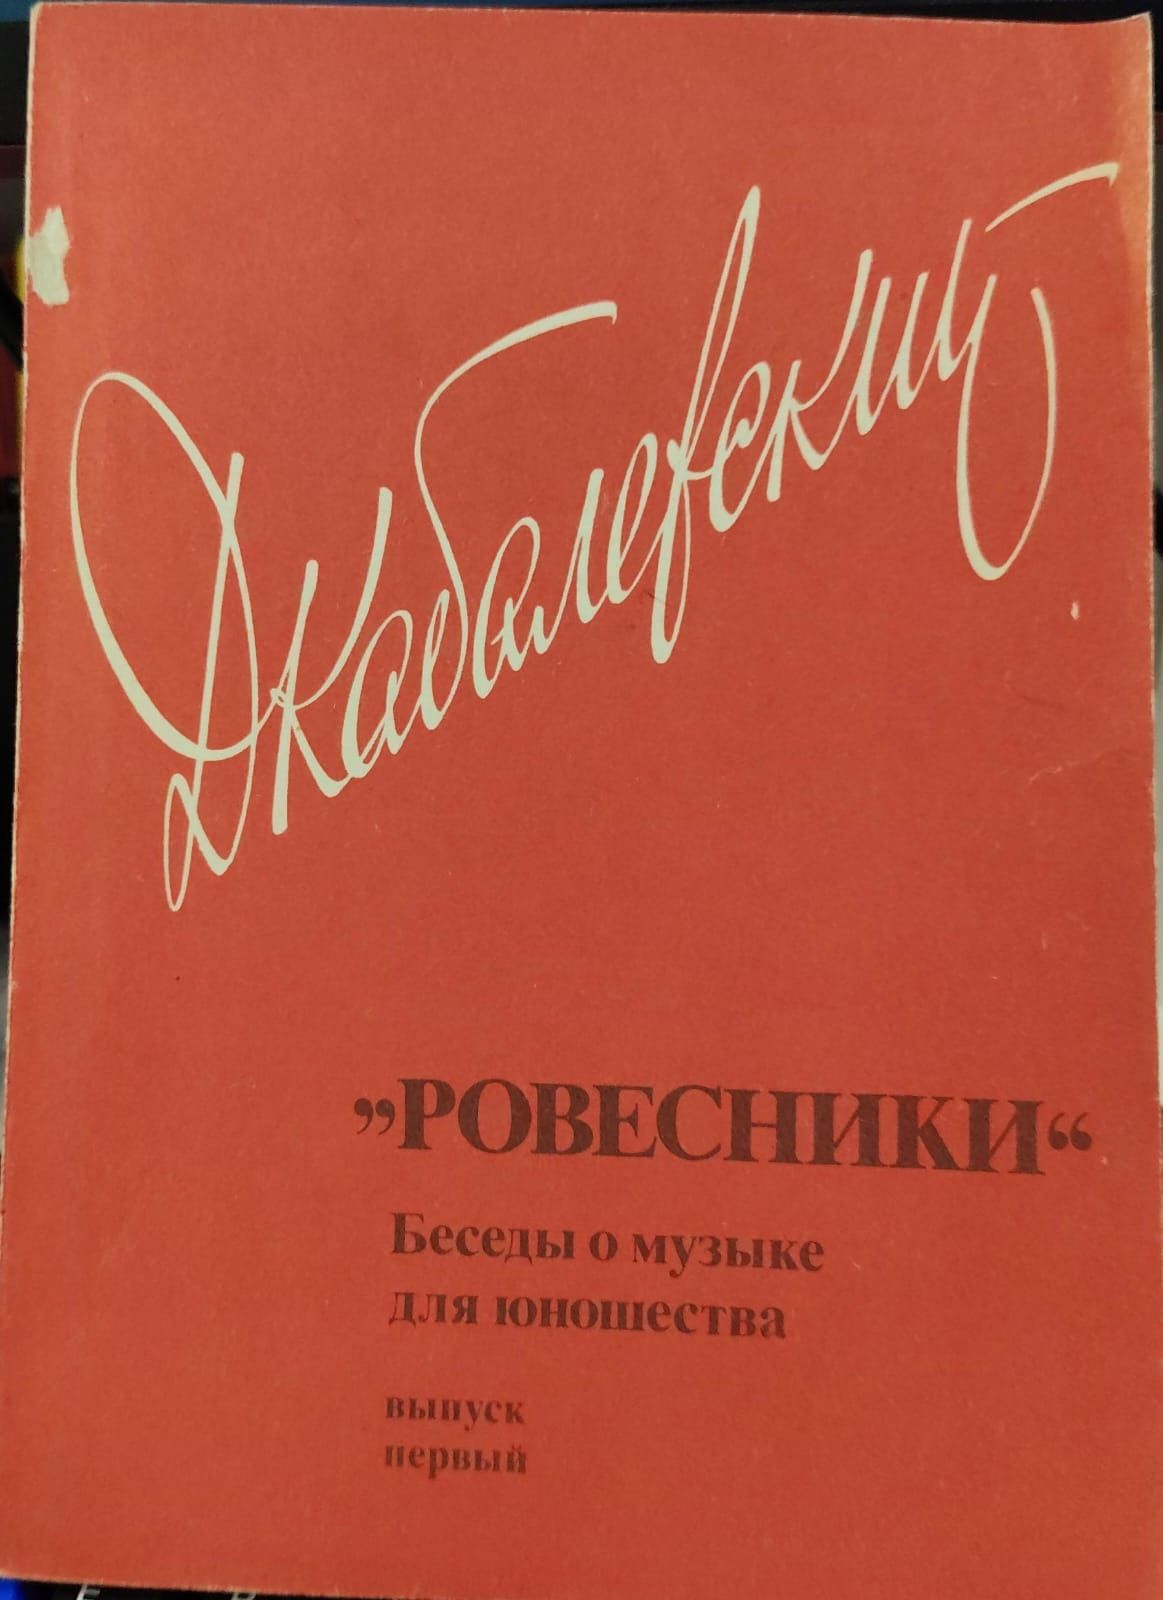 Д Кабалевский
„РОВЕСНИКИ“
Беседы о музыке
для юношества
выпуск
первый